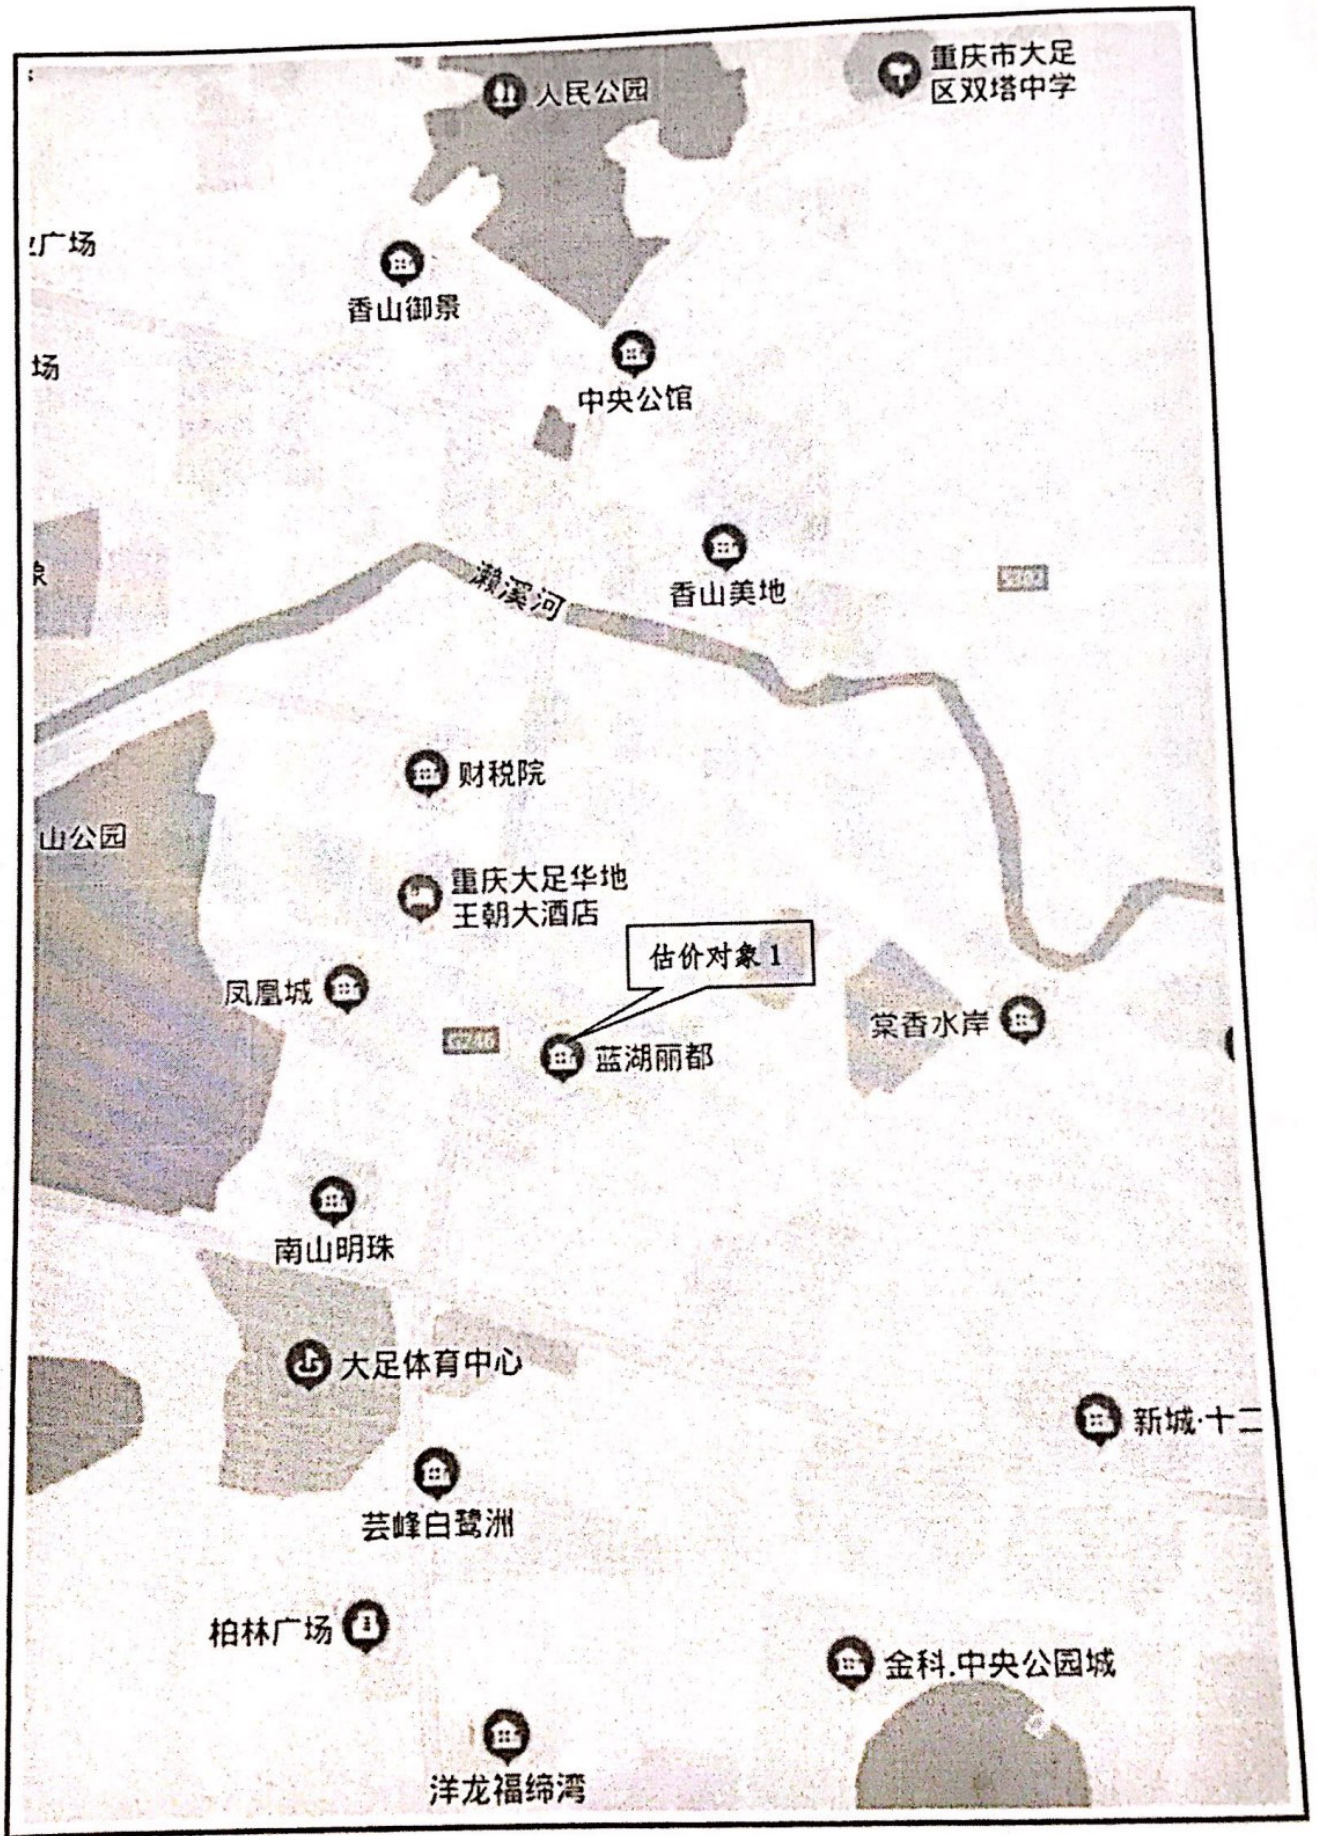 人民公园
重庆市大足
区双塔中学
广场
香山御景
场
中央公馆
濑溪河
香山美地
财税院
山公园
重庆大足华地
王朝大酒店
估价对象 1
凤凰城
G246
蓝湖丽都
棠香水岸
南山明珠
大足体育中心
新城·十二
芸峰白鹭洲
柏林广场
金科.中央公园城
洋龙福缔湾